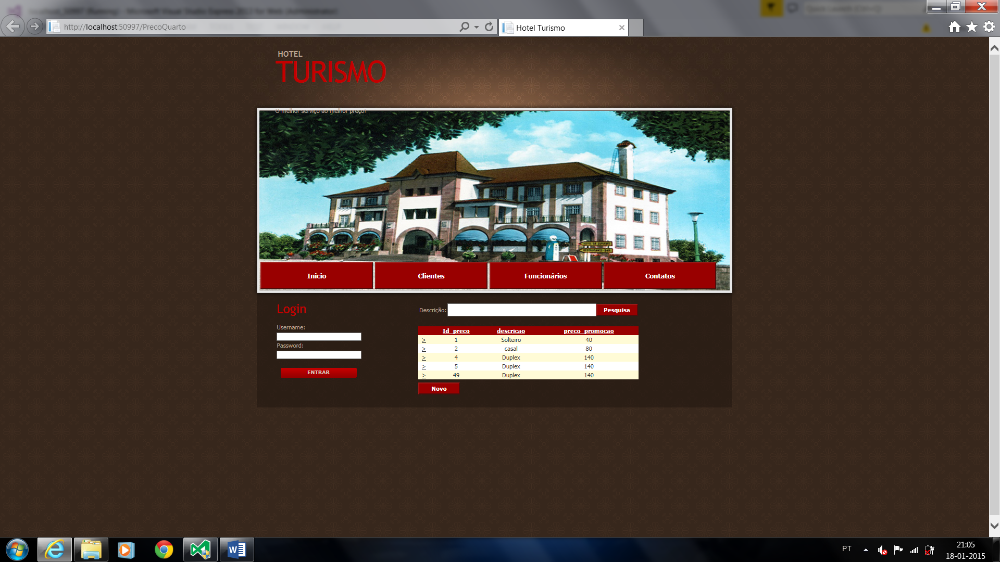 http://localhost:50997/PrecoQuarto
Hotel Turismo
HOTEL
TURISMO
O melhor serviço ao melhor preço!
Inicio
Clientes
Funcionários
Contatos
Login
Username:
Password:
ENTRAR
Descrição:
Pesquisa
Id_preco descricao preco_promocao
> 1 Solteiro 40
> 2 casal 80
> 4 Duplex 140
> 5 Duplex 140
> 49 Duplex 140
Novo
PT
21:05
18-01-2015